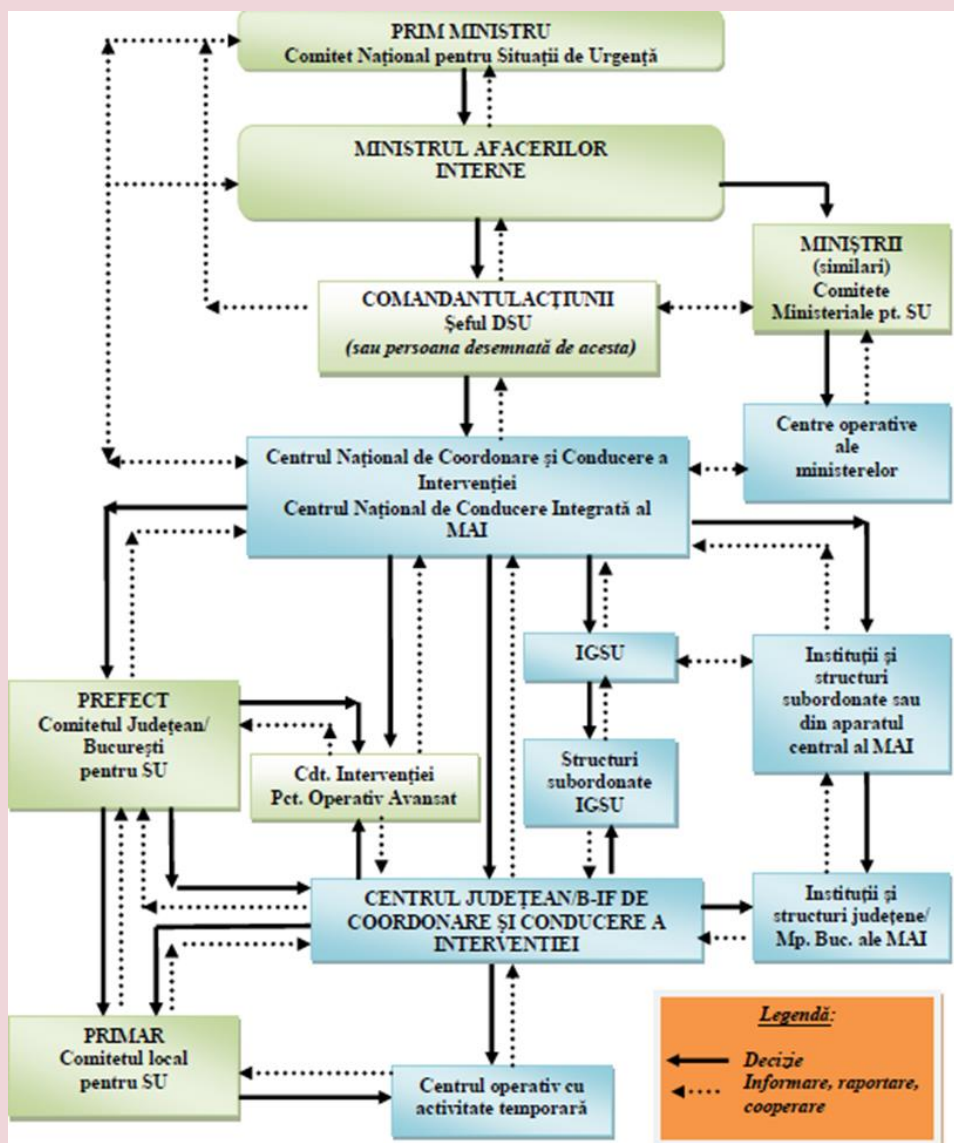 PRIM MINISTRU
Comitet Național pentru Situații de Urgență
MINISTRUL AFACERILOR
INTERNE
MINIȘTRII
(similari)
Comitete
Ministeriale pt. SU
COMANDANTULACȚIUNII
Șeful DSU
(sau persoana desemnată de acesta)
Centre operative
ale
ministerelor
Centrul Național de Coordonare și Conducere a
Intervenției
Centrul Național de Conducere Integrată al
MAI
IGSU
Instituții și
structuri
subordonate sau
din aparatul
central al MAI
PREFECT
Comitetul Județean/
București
pentru SU
Cdt. Intervenției
Pct. Operativ Avansat
Structuri
subordonate
IGSU
CENTRUL JUDEȚEAN/B-IF DE
COORDONARE ȘI CONDUCERE A
INTERVENTIEI
Instituții și
structuri județene/
Mp. Buc. ale MAI
PRIMAR
Comitetul local
pentru SU
Centrul operativ cu
activitate temporară
Legendă:
Decizie
Informare, raportare,
cooperare